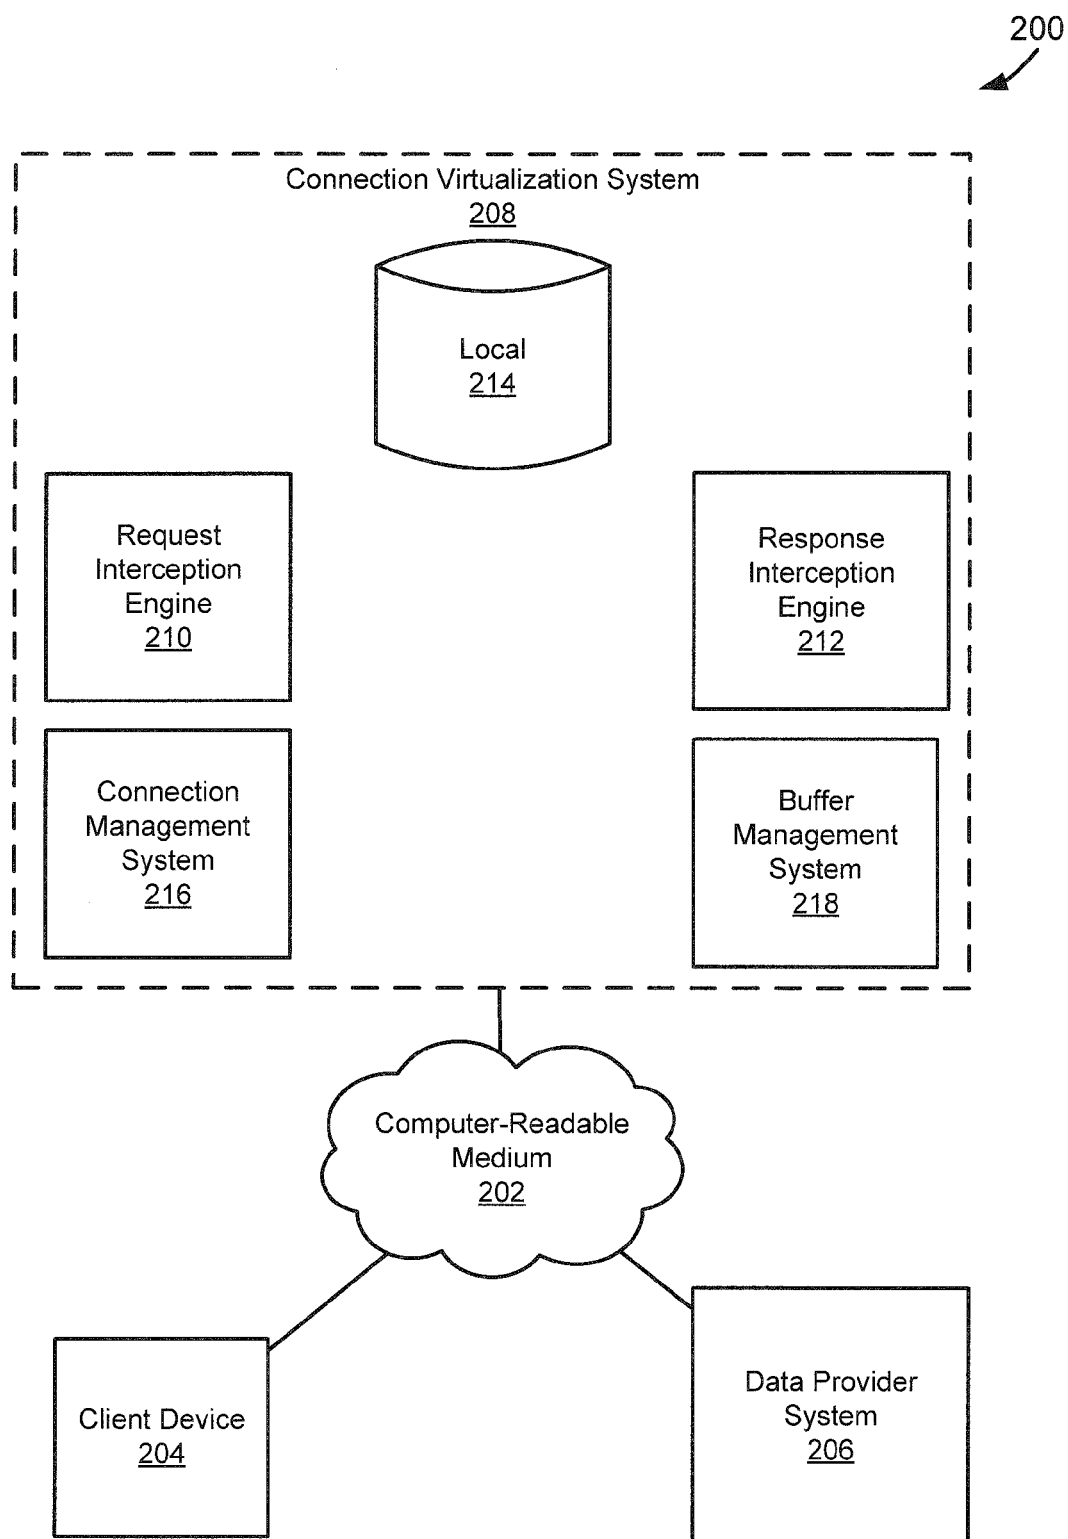 200
Connection Virtualization System
208
Local
214
Request
Interception
Engine
210
Response
Interception
Engine
212
Connection
Management
System
216
Buffer
Management
System
218
Computer-Readable
Medium
202
Client Device
204
Data Provider
System
206